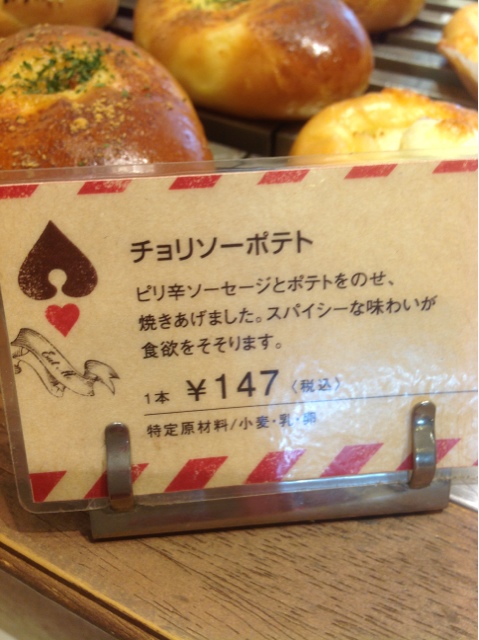 チョリソーポテト
ピリ辛ソーセージとポテトをのせ、
焼きあげました。スパイシーな味わいが
食欲をそそります。
1本 ¥147〈税込〉
特定原材料/小麦・乳・卵
Eat